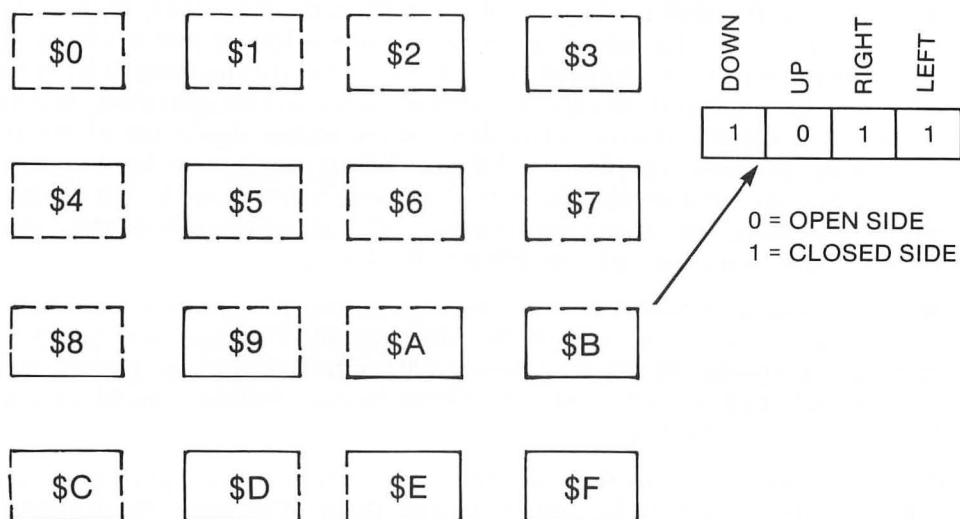 $0 $1 $2 $3
DOWN UP RIGHT LEFT
1 0 1 1
$4 $5 $6 $7
0 = OPEN SIDE
1 = CLOSED SIDE
$8 $9 $A $B
$C $D $E $F